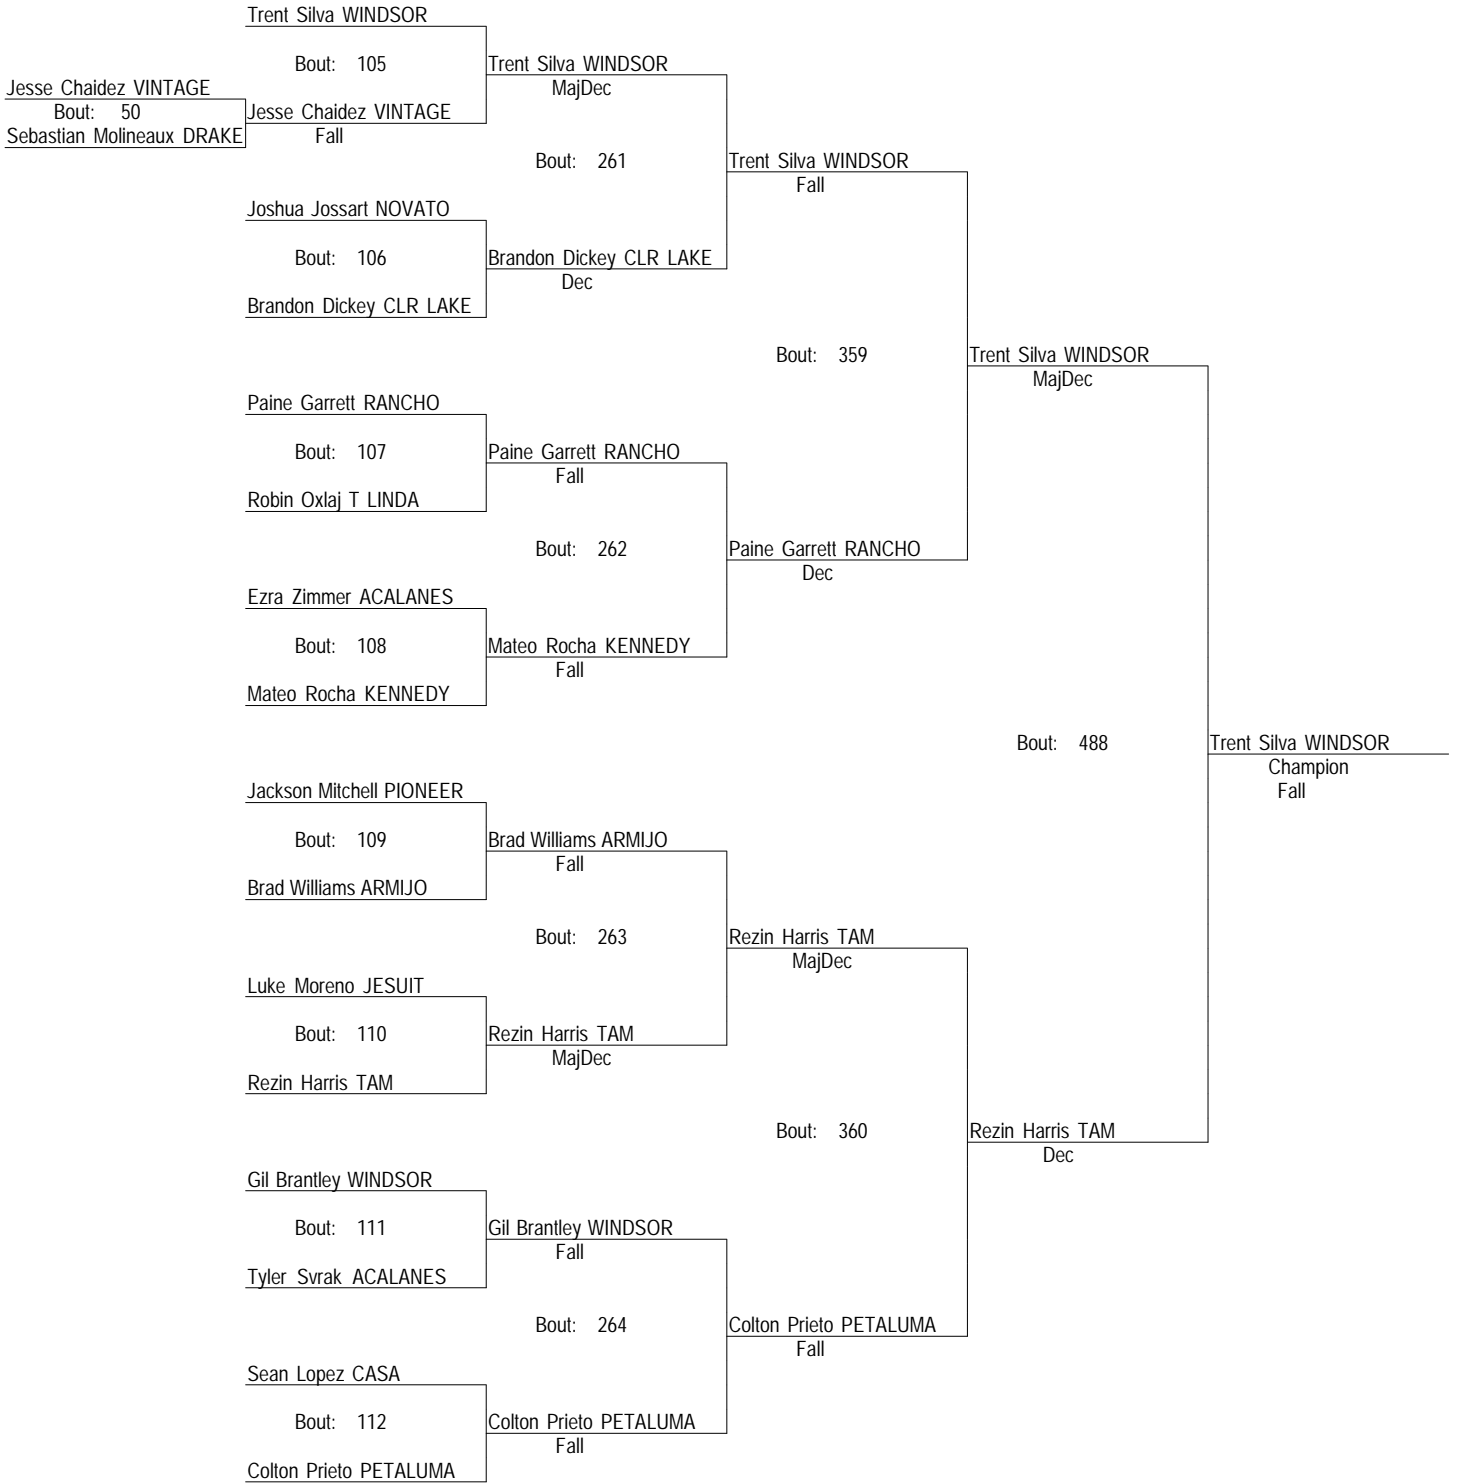 Trent Silva WINDSOR
Bout: 105
Trent Silva WINDSOR
MajDec
Jesse Chaidez VINTAGE
Bout: 50
Sebastian Molineaux DRAKE
Jesse Chaidez VINTAGE
Fall
Bout: 261
Trent Silva WINDSOR
Fall
Joshua Jossart NOVATO
Bout: 106
Brandon Dickey CLR LAKE
Dec
Brandon Dickey CLR LAKE
Bout: 359
Trent Silva WINDSOR
MajDec
Paine Garrett RANCHO
Bout: 107
Paine Garrett RANCHO
Fall
Robin Oxlaj T LINDA
Bout: 262
Paine Garrett RANCHO
Dec
Ezra Zimmer ACALANES
Bout: 108
Mateo Rocha KENNEDY
Fall
Mateo Rocha KENNEDY
Bout: 488
Trent Silva WINDSOR
Champion
Fall
Jackson Mitchell PIONEER
Bout: 109
Brad Williams ARMIJO
Fall
Brad Williams ARMIJO
Bout: 263
Rezin Harris TAM
MajDec
Luke Moreno JESUIT
Bout: 110
Rezin Harris TAM
MajDec
Rezin Harris TAM
Bout: 360
Rezin Harris TAM
Dec
Gil Brantley WINDSOR
Bout: 111
Gil Brantley WINDSOR
Fall
Tyler Svrak ACALANES
Bout: 264
Colton Prieto PETALUMA
Fall
Sean Lopez CASA
Bout: 112
Colton Prieto PETALUMA
Fall
Colton Prieto PETALUMA